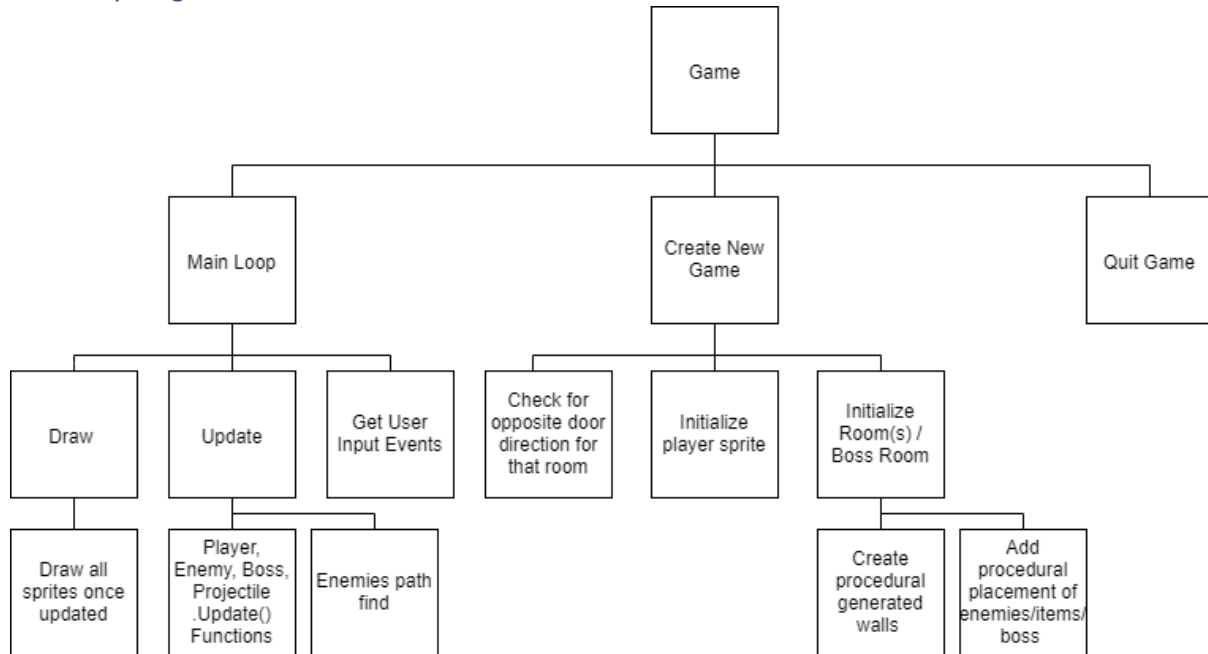 Game
Main Loop
Create New
Game
Quit Game
Draw
Update
Get User
Input Events
Check for
opposite door
direction for
that room
Initialize
player sprite
Initialize
Room(s) /
Boss Room
Draw all
sprites once
updated
Player,
Enemy, Boss,
Projectile
.Update()
Functions
Enemies path
find
Create
procedural
generated
walls
Add
procedural
placement of
enemies/items/
boss